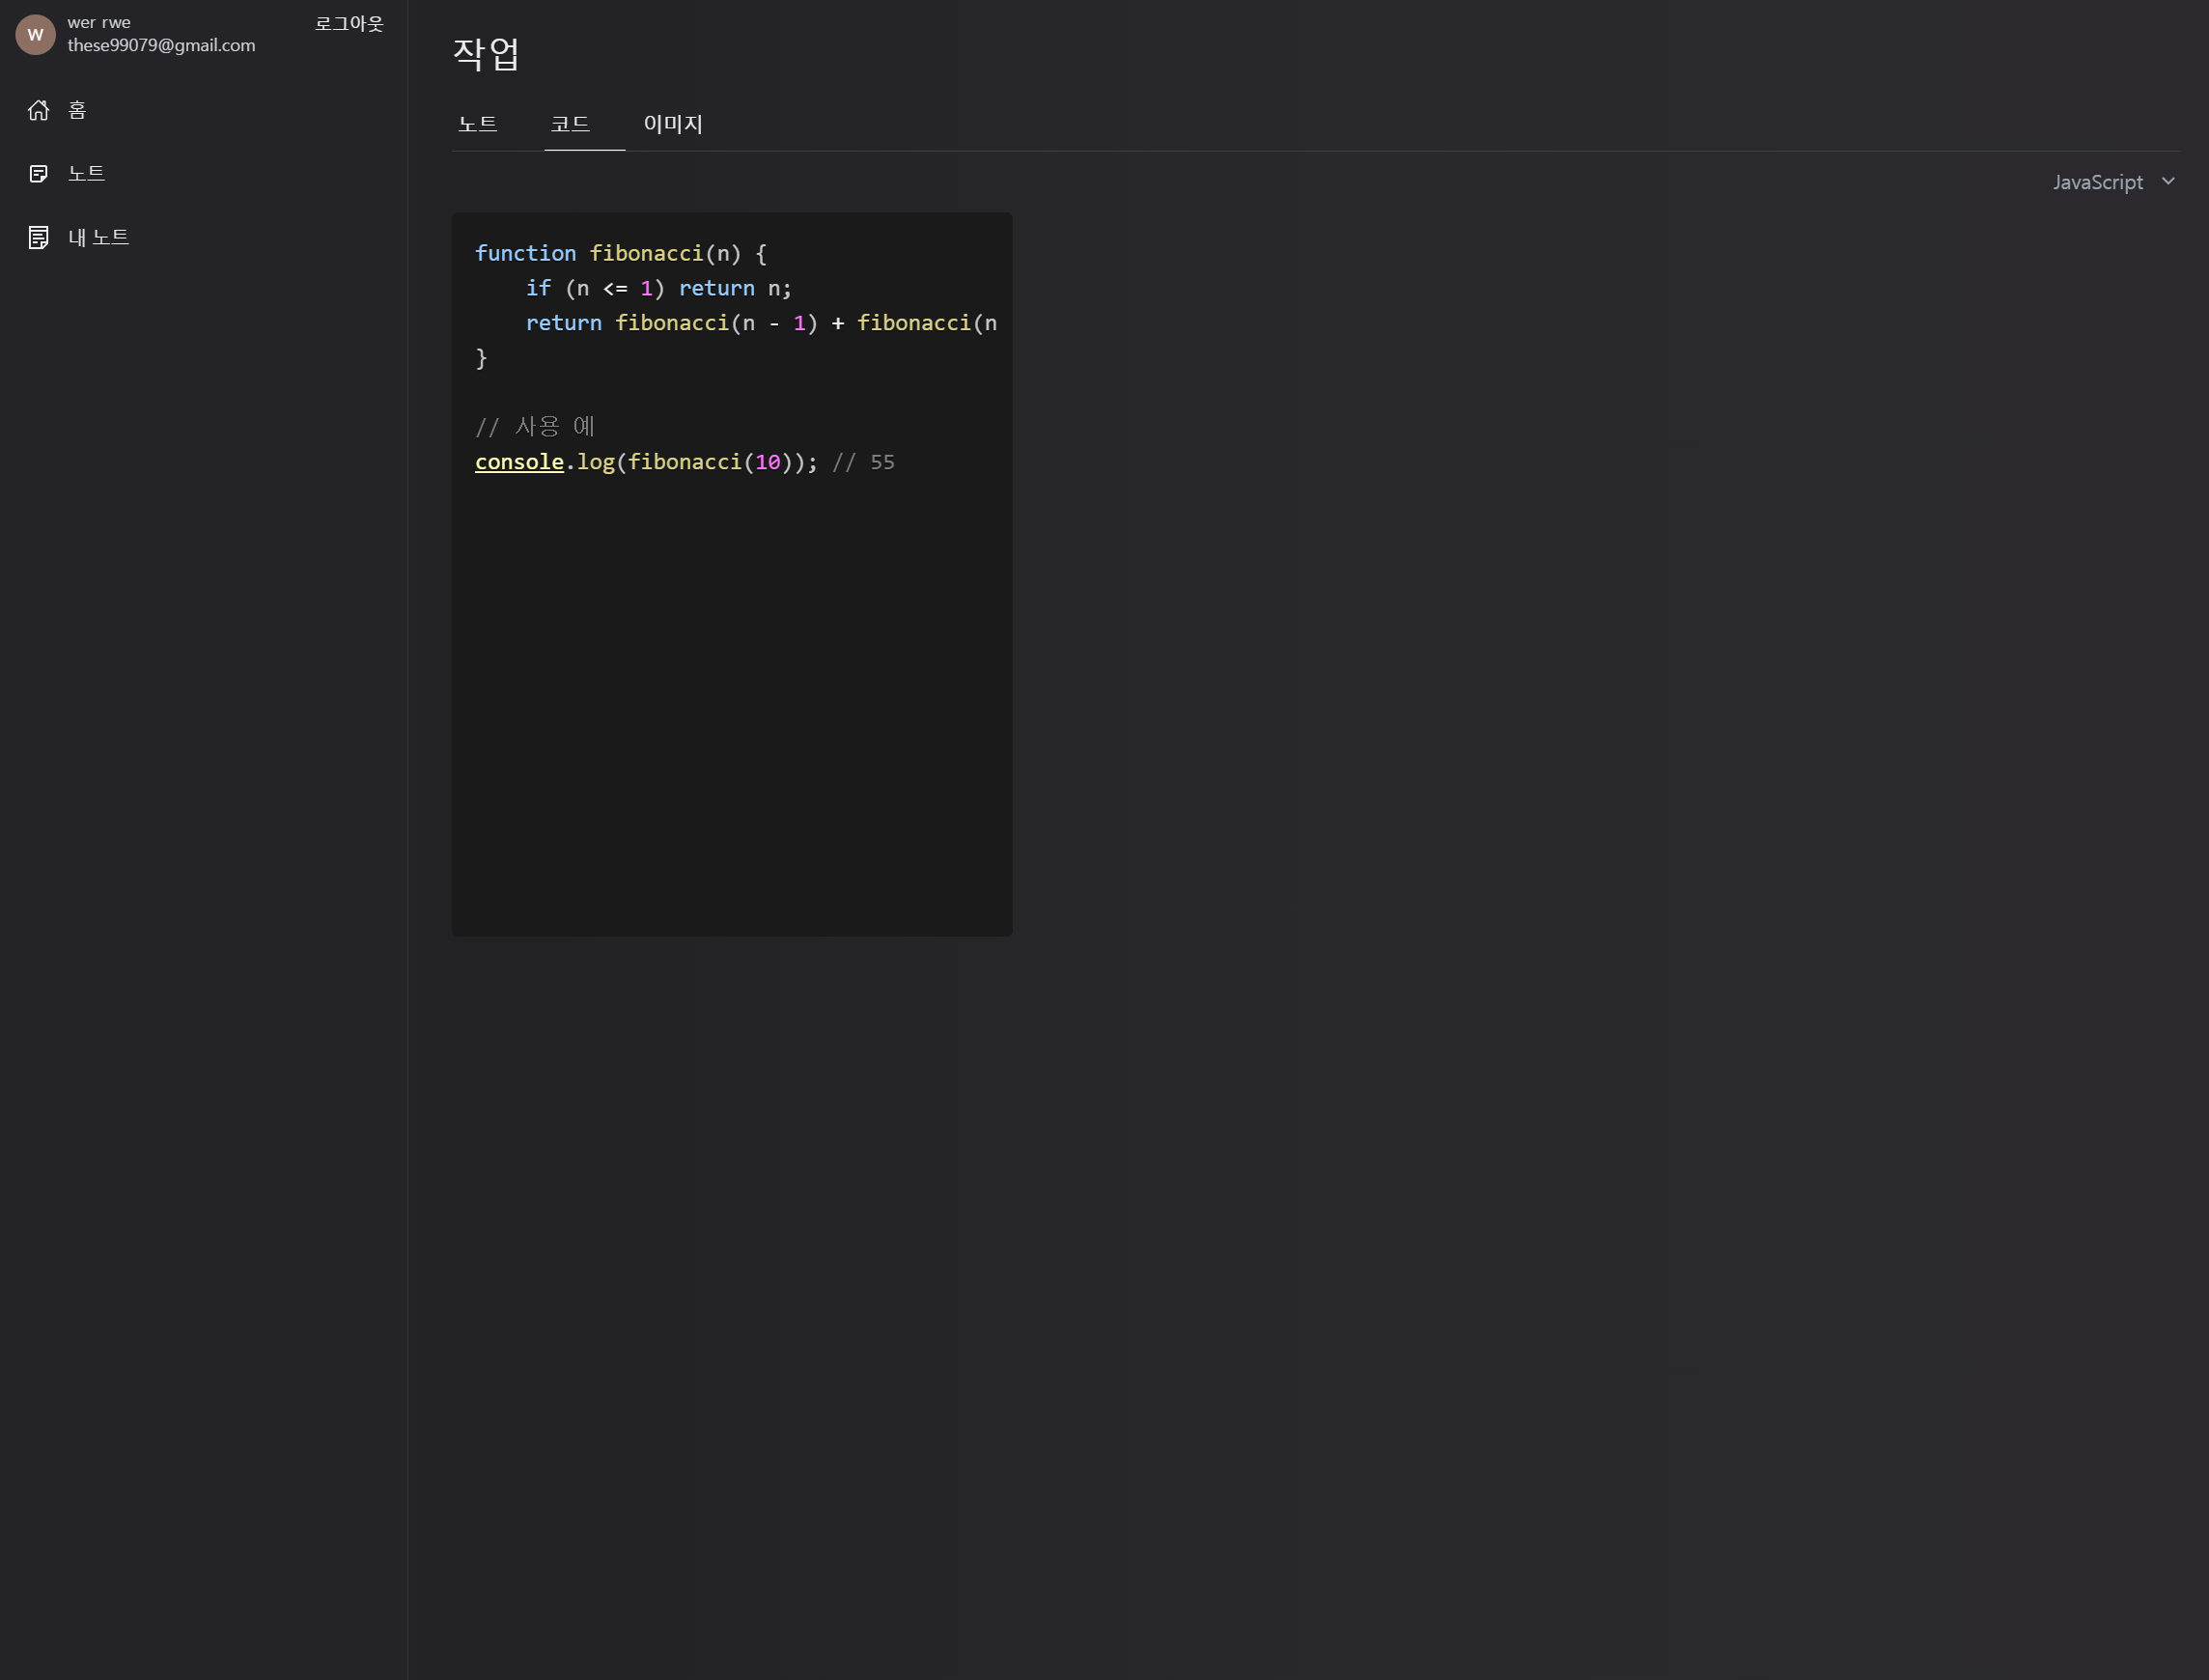 W
wer rwe
these99079@gmail.com
로그아웃
홈
노트
내 노트
작업
노트
코드
이미지
JavaScript
function fibonacci(n) {
    if (n <= 1) return n;
    return fibonacci(n - 1) + fibonacci(n
}
// 사용 예
console.log(fibonacci(10)); // 55